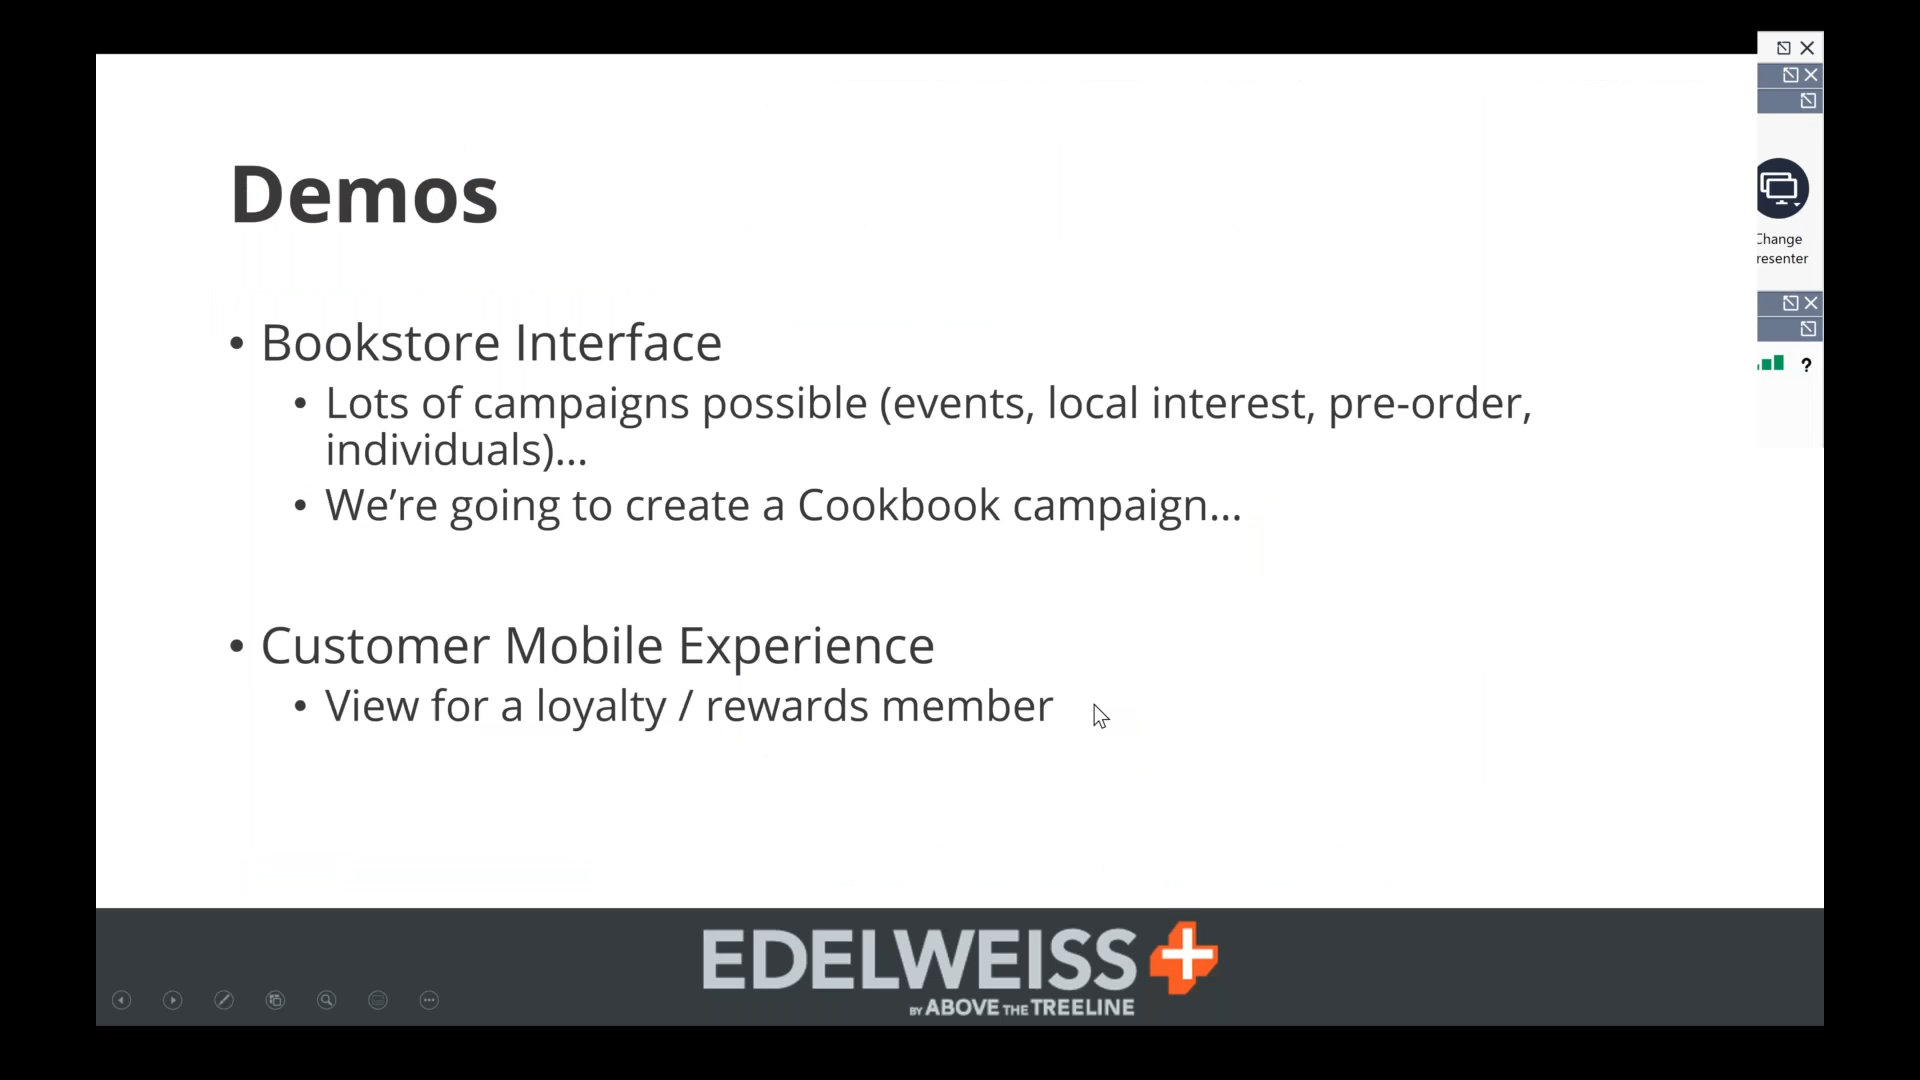 Demos
• Bookstore Interface
• Lots of campaigns possible (events, local interest, pre-order,
individuals)...
• We’re going to create a Cookbook campaign...
• Customer Mobile Experience
• View for a loyalty / rewards member
Change
resenter
?
EDELWEISS+
BY ABOVE THE TREELINE